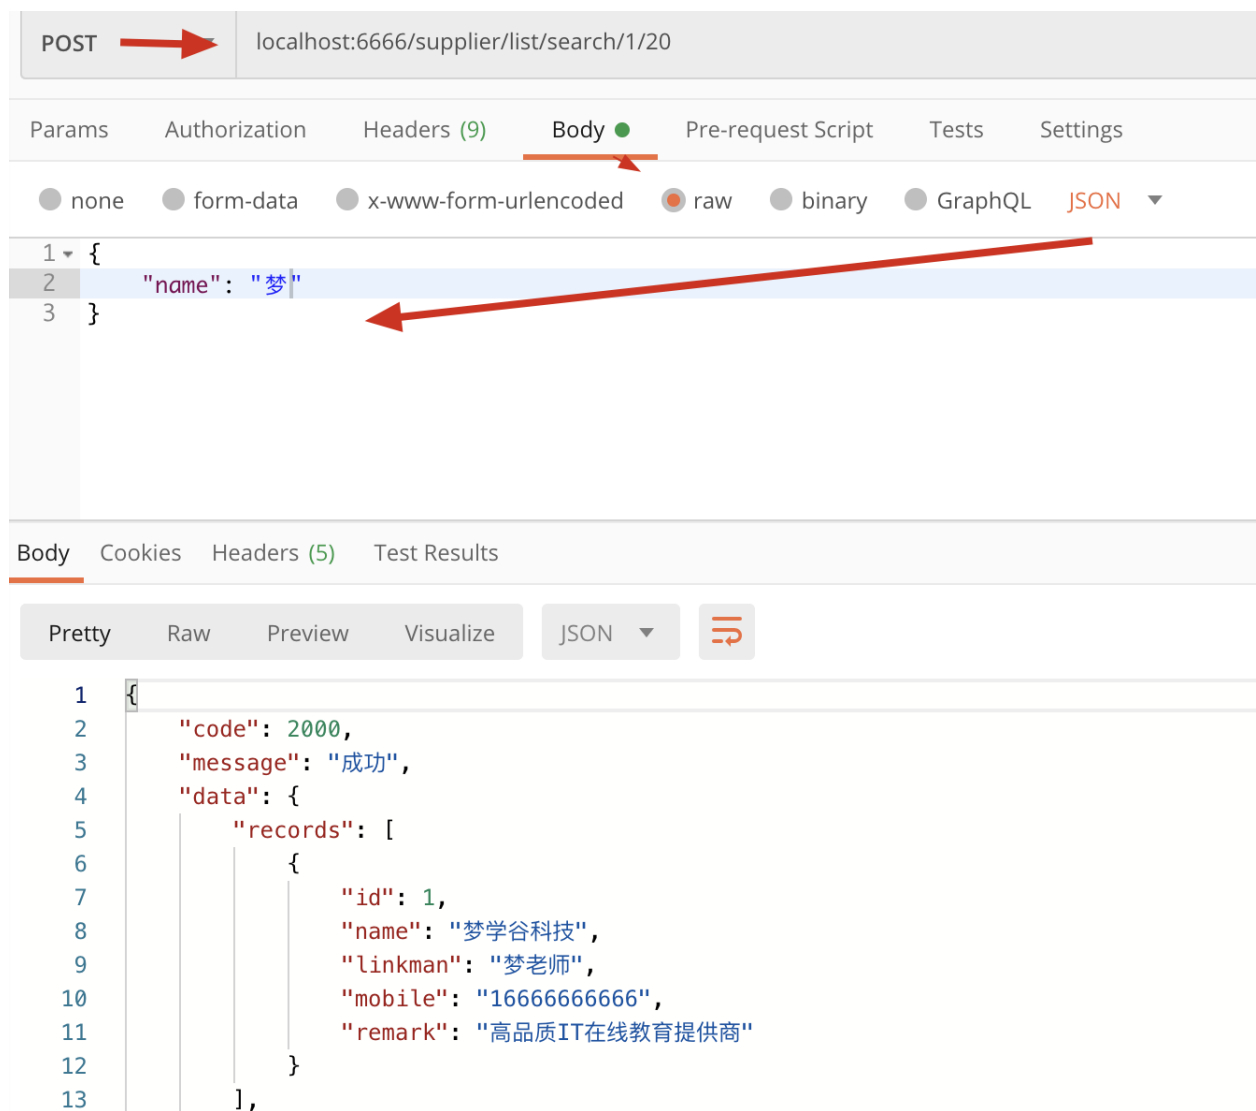 POST localhost:6666/supplier/list/search/1/20
Params Authorization Headers (9) Body Pre-request Script Tests Settings
none form-data x-www-form-urlencoded raw binary GraphQL JSON
1 {
2 "name": "梦"
3 }
Body Cookies Headers (5) Test Results
Pretty Raw Preview Visualize JSON
1 {
2 "code": 2000,
3 "message": "成功",
4 "data": {
5 "records": [
6 {
7 "id": 1,
8 "name": "梦学谷科技",
9 "linkman": "梦老师",
10 "mobile": "16666666666",
11 "remark": "高品质IT在线教育提供商"
12 }
13 ],